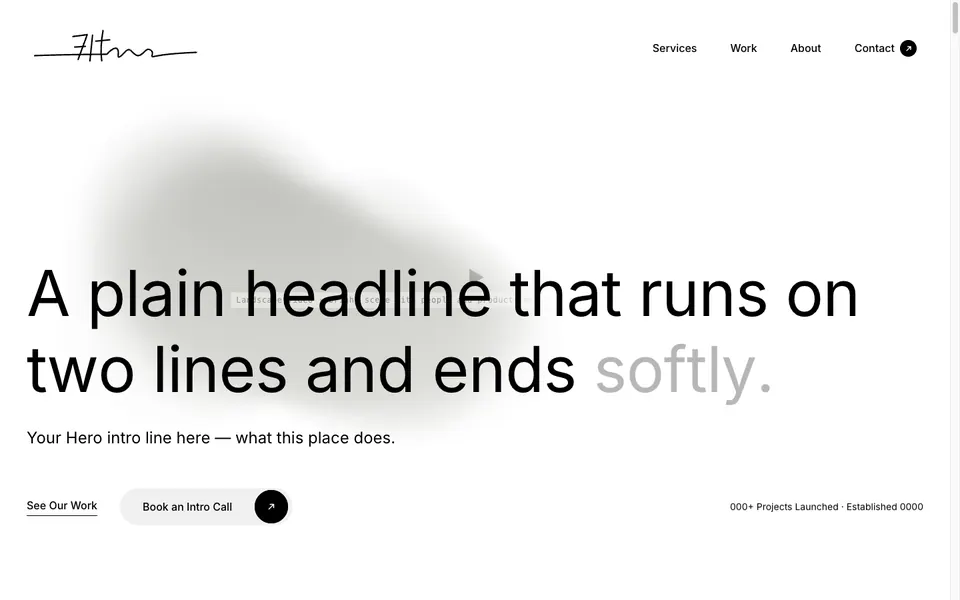 Services
Work
About
Contact
A plain headline that runs on
two lines and ends softly.
Your Hero intro line here — what this place does.
See Our Work
Book an Intro Call
000+ Projects Launched · Established 0000